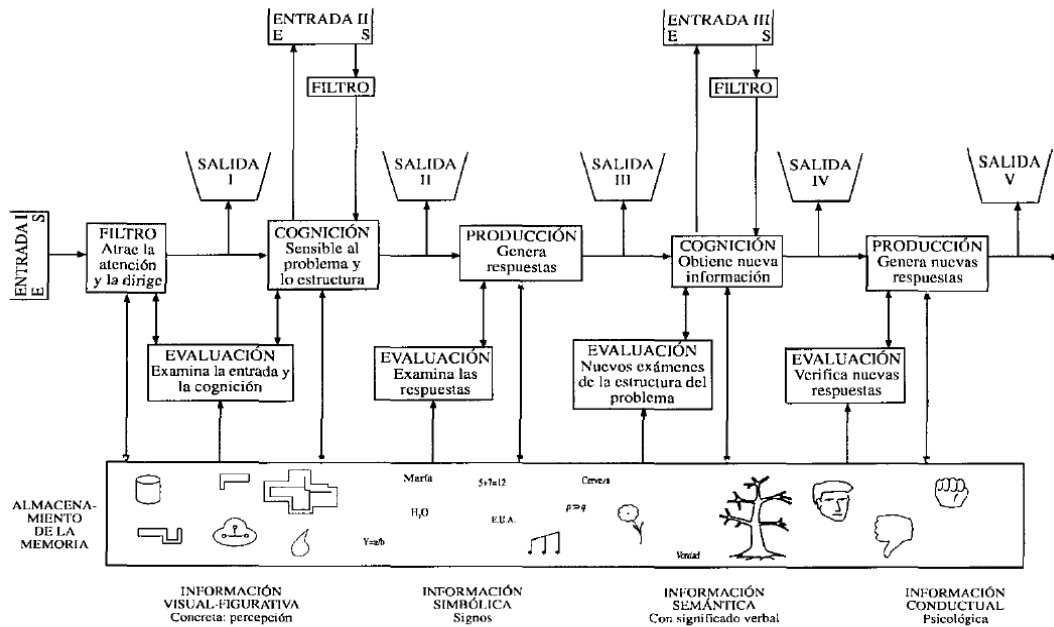 ENTRADA II
E S
ENTRADA III
E S
FILTRO
FILTRO
SALIDA
I
SALIDA
II
SALIDA
III
SALIDA
IV
SALIDA
V
ENTRADA I
E S
FILTRO
Atrae la
atención
y la dirige
COGNICIÓN
Sensible al
problema y
lo estructura
PRODUCCIÓN
Genera
respuestas
COGNICIÓN
Obtiene nueva
información
PRODUCCIÓN
Genera nuevas
respuestas
EVALUACIÓN
Examina la entrada y
la cognición
EVALUACIÓN
Examina las
respuestas
EVALUACIÓN
Nuevos exámenes
de la estructura del
problema
EVALUACIÓN
Verifica nuevas
respuestas
ALMACENA-
MIENTO
DE LA
MEMORIA
María
5+7=12
Cerveza
H₂O
E.U.A.
p⇒q
Y=a/b
Verdad
INFORMACIÓN
VISUAL-FIGURATIVA
Concreta: percepción
INFORMACIÓN
SIMBÓLICA
Signos
INFORMACIÓN
SEMÁNTICA
Con significado verbal
INFORMACIÓN
CONDUCTUAL
Psicológica